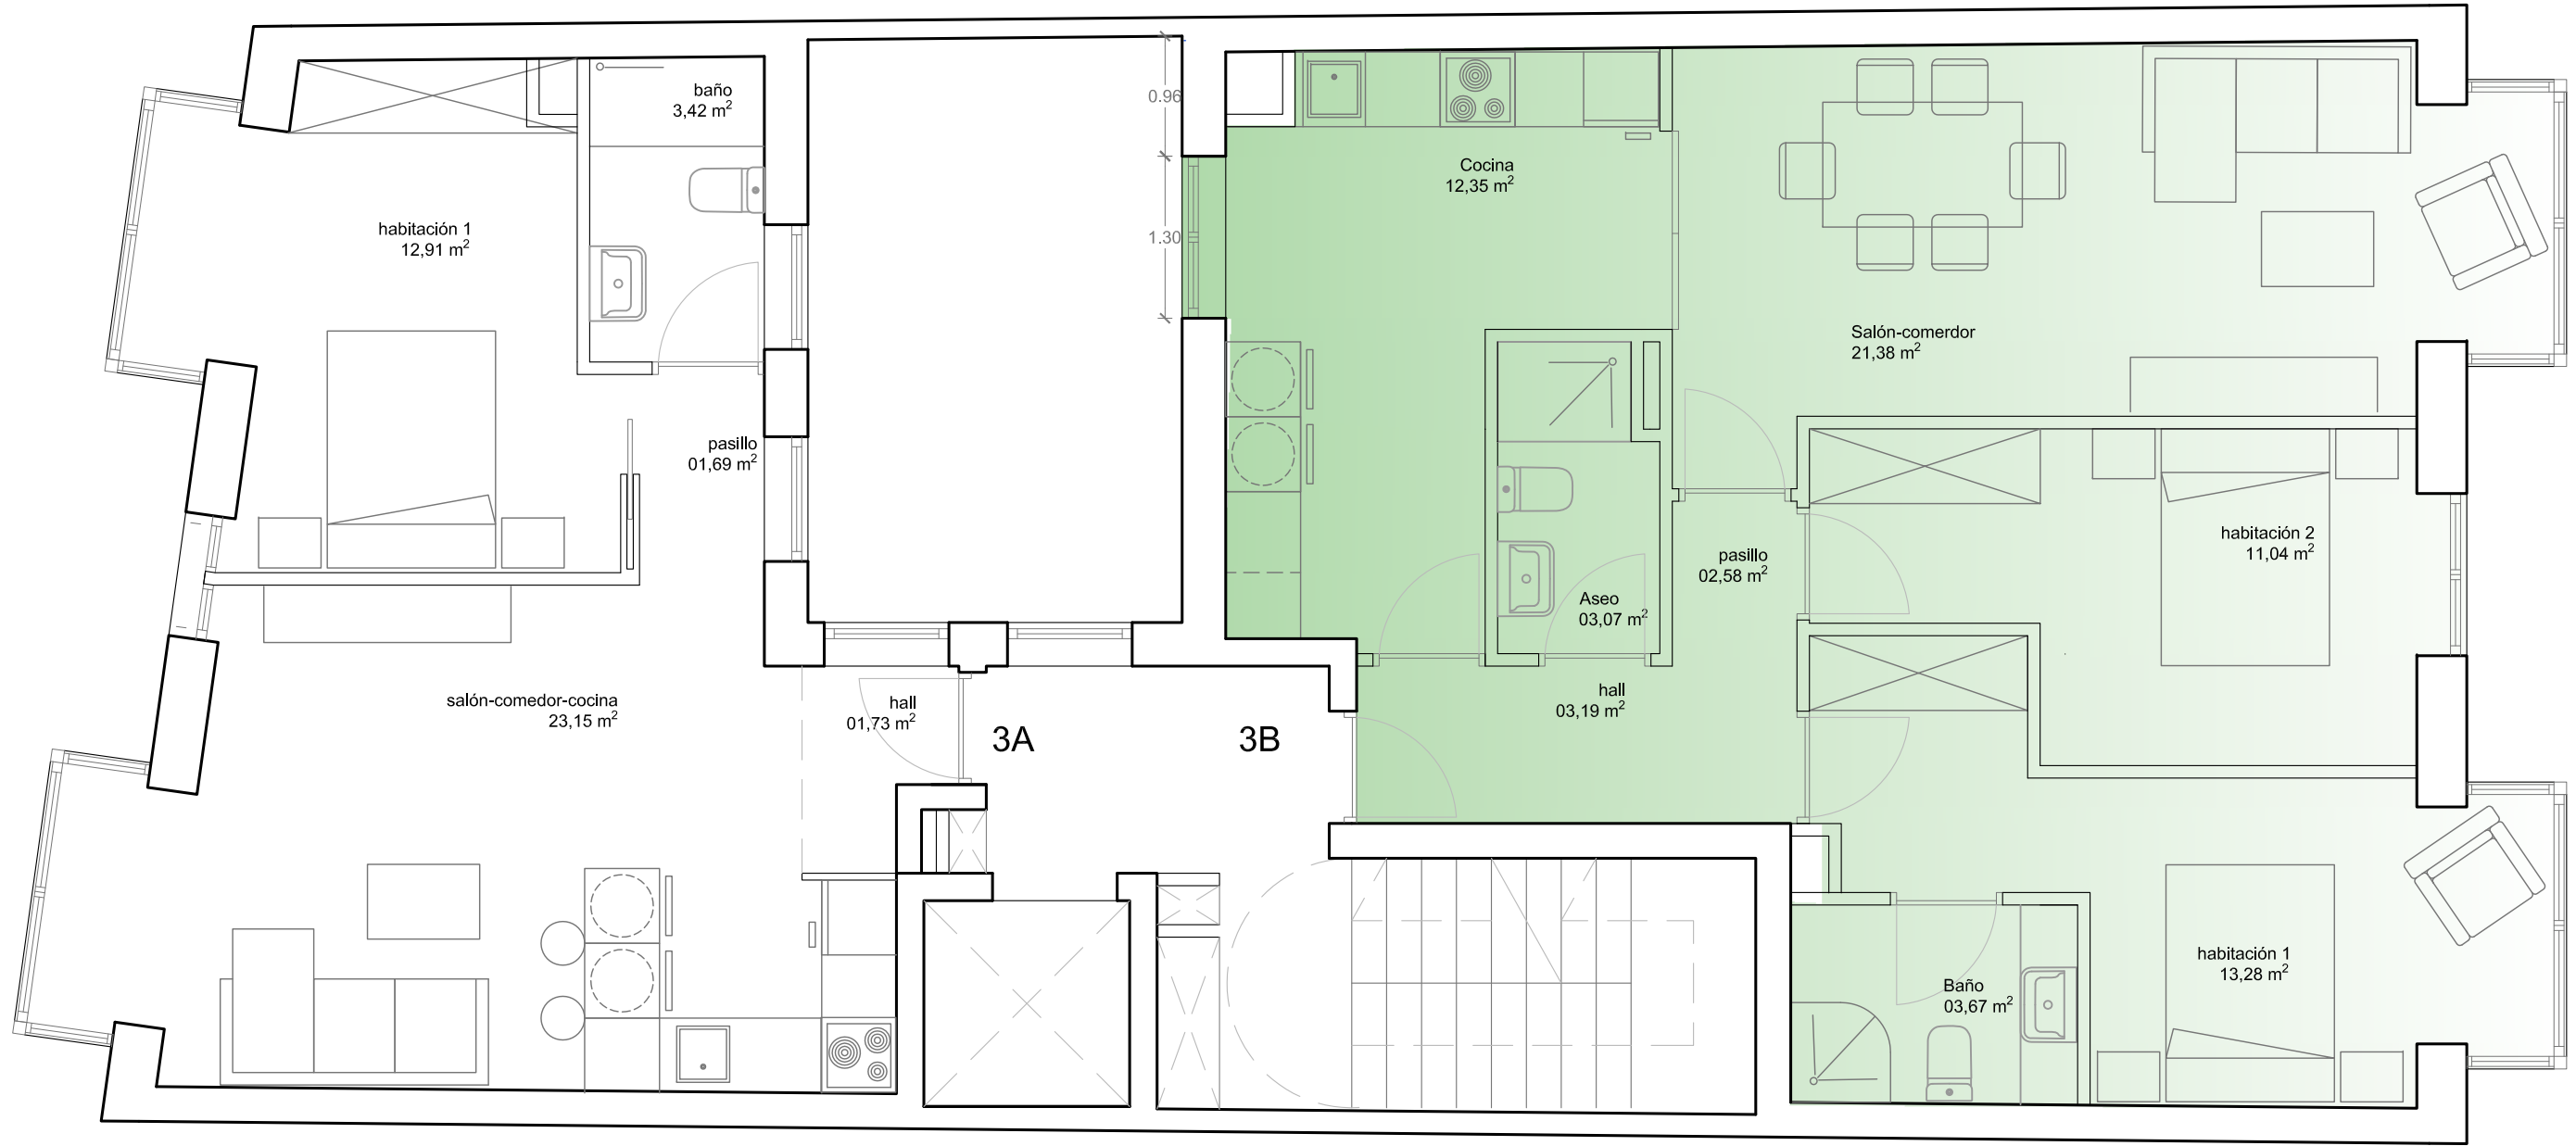 baño
3,42 m²
habitación 1
12,91 m²
pasillo
01,69 m²
salón-comedor-cocina
23,15 m²
hall
01,73 m²
3A
3B
0.96
1.30
Cocina
12,35 m²
Salón-comerdor
21,38 m²
habitación 2
11,04 m²
pasillo
02,58 m²
Aseo
03,07 m²
hall
03,19 m²
habitación 1
13,28 m²
Baño
03,67 m²